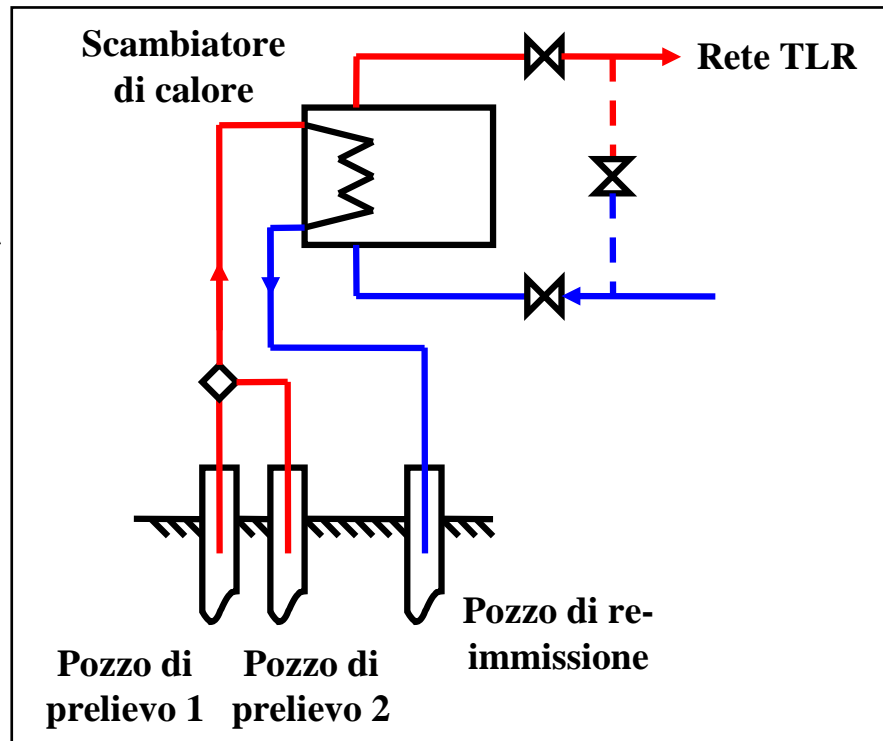 Scambiatore
di calore
Rete TLR
Pozzo di re-
immissione
Pozzo di
prelievo 1
Pozzo di
prelievo 2